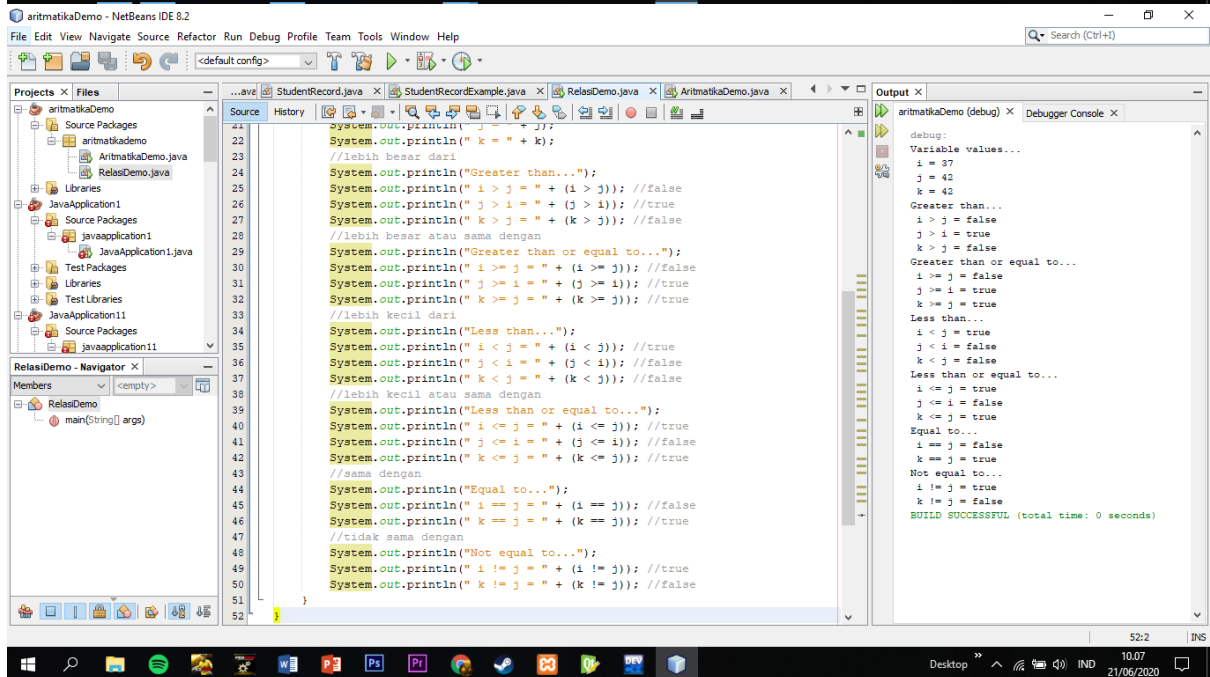 aritmatikaDemo - NetBeans IDE 8.2
File Edit View Navigate Source Refactor Run Debug Profile Team Tools Window Help
Search (Ctrl+I)
<default config>
Projects Files
aritmatikaDemo
Source Packages
aritmatikademo
AritmatikaDemo.java
RelasiDemo.java
Libraries
JavaApplication1
Source Packages
javaapplication1
JavaApplication1.java
Test Packages
Libraries
Test Libraries
JavaApplication11
Source Packages
javaapplication11
RelasiDemo - Navigator
Members <empty>
RelasiDemo
main(String[] args)
...ava StudentRecord.java StudentRecordExample.java RelasiDemo.java AritmatikaDemo.java
Source History
21 System.out.println(" j = " + j);
22 System.out.println(" k = " + k);
23 //lebih besar dari
24 System.out.println("Greater than...");
25 System.out.println(" i > j = " + (i > j)); //false
26 System.out.println(" j > i = " + (j > i)); //true
27 System.out.println(" k > j = " + (k > j)); //false
28 //lebih besar atau sama dengan
29 System.out.println("Greater than or equal to...");
30 System.out.println(" i >= j = " + (i >= j)); //false
31 System.out.println(" j >= i = " + (j >= i)); //true
32 System.out.println(" k >= j = " + (k >= j)); //true
33 //lebih kecil dari
34 System.out.println("Less than...");
35 System.out.println(" i < j = " + (i < j)); //true
36 System.out.println(" j < i = " + (j < i)); //false
37 System.out.println(" k < j = " + (k < j)); //false
38 //lebih kecil atau sama dengan
39 System.out.println("Less than or equal to...");
40 System.out.println(" i <= j = " + (i <= j)); //true
41 System.out.println(" j <= i = " + (j <= i)); //false
42 System.out.println(" k <= j = " + (k <= j)); //true
43 //sama dengan
44 System.out.println("Equal to...");
45 System.out.println(" i == j = " + (i == j)); //false
46 System.out.println(" k == j = " + (k == j)); //true
47 //tidak sama dengan
48 System.out.println("Not equal to...");
49 System.out.println(" i != j = " + (i != j)); //true
50 System.out.println(" k != j = " + (k != j)); //false
51 }
52 }
Output
aritmatikaDemo (debug) Debugger Console
debug:
Variable values...
i = 37
j = 42
k = 42
Greater than...
i > j = false
j > i = true
k > j = false
Greater than or equal to...
i >= j = false
j >= i = true
k >= j = true
Less than...
i < j = true
j < i = false
k < j = false
Less than or equal to...
i <= j = true
j <= i = false
k <= j = true
Equal to...
i == j = false
k == j = true
Not equal to...
i != j = true
k != j = false
BUILD SUCCESSFUL (total time: 0 seconds)
52:2 INS
Ps Pr Qt DEV
Desktop IND 10.07
21/06/2020